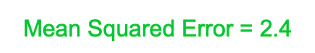 Mean Squared Error = 2.4